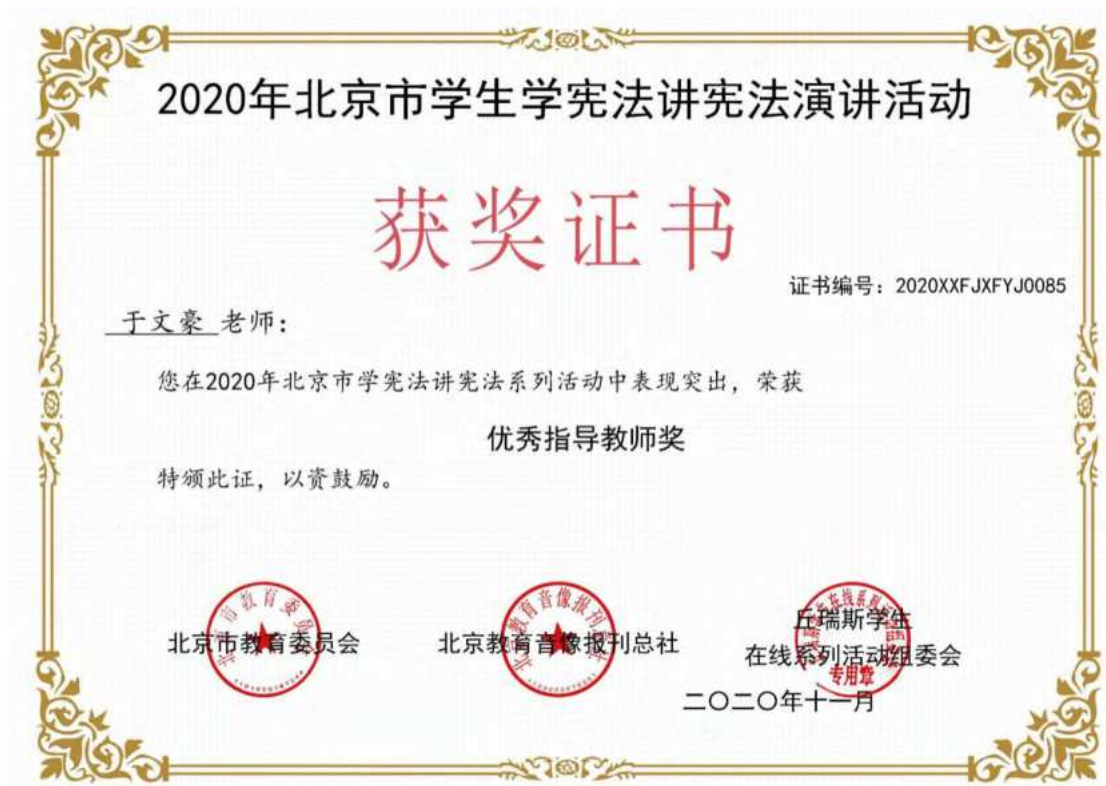 2020年北京市学生学宪法讲宪法演讲活动
获奖证书
证书编号：2020XXFJXFYJ0085
于文豪 老师：
您在2020年北京市学宪法讲宪法系列活动中表现突出，荣获
优秀指导教师奖
特颁此证，以资鼓励。
北京市教育委员会
北京教育音像报刊总社
丘瑞斯学生
在线系列活动组委会
专用章
二〇二〇年十一月